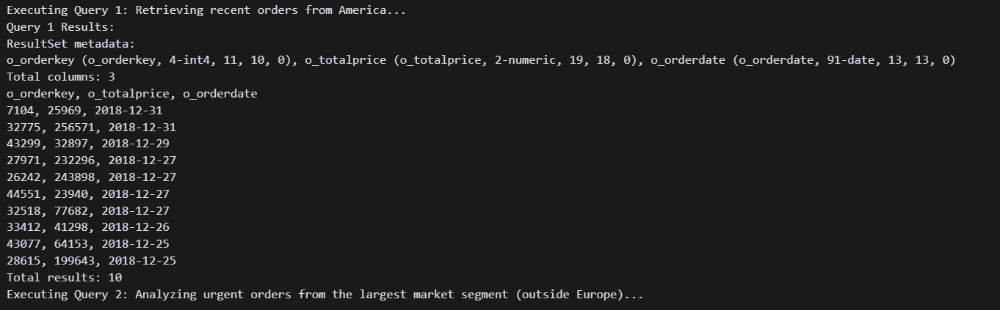 Executing Query 1: Retrieving recent orders from America...
Query 1 Results:
ResultSet metadata:
o_orderkey (o_orderkey, 4-int4, 11, 10, 0), o_totalprice (o_totalprice, 2-numeric, 19, 18, 0), o_orderdate (o_orderdate, 91-date, 13, 13, 0)
Total columns: 3
o_orderkey, o_totalprice, o_orderdate
7104, 25969, 2018-12-31
32775, 256571, 2018-12-31
43299, 32897, 2018-12-29
27971, 232296, 2018-12-27
26242, 243898, 2018-12-27
44551, 23940, 2018-12-27
32518, 77682, 2018-12-27
33412, 41298, 2018-12-26
43077, 64153, 2018-12-25
28615, 199643, 2018-12-25
Total results: 10
Executing Query 2: Analyzing urgent orders from the largest market segment (outside Europe)...